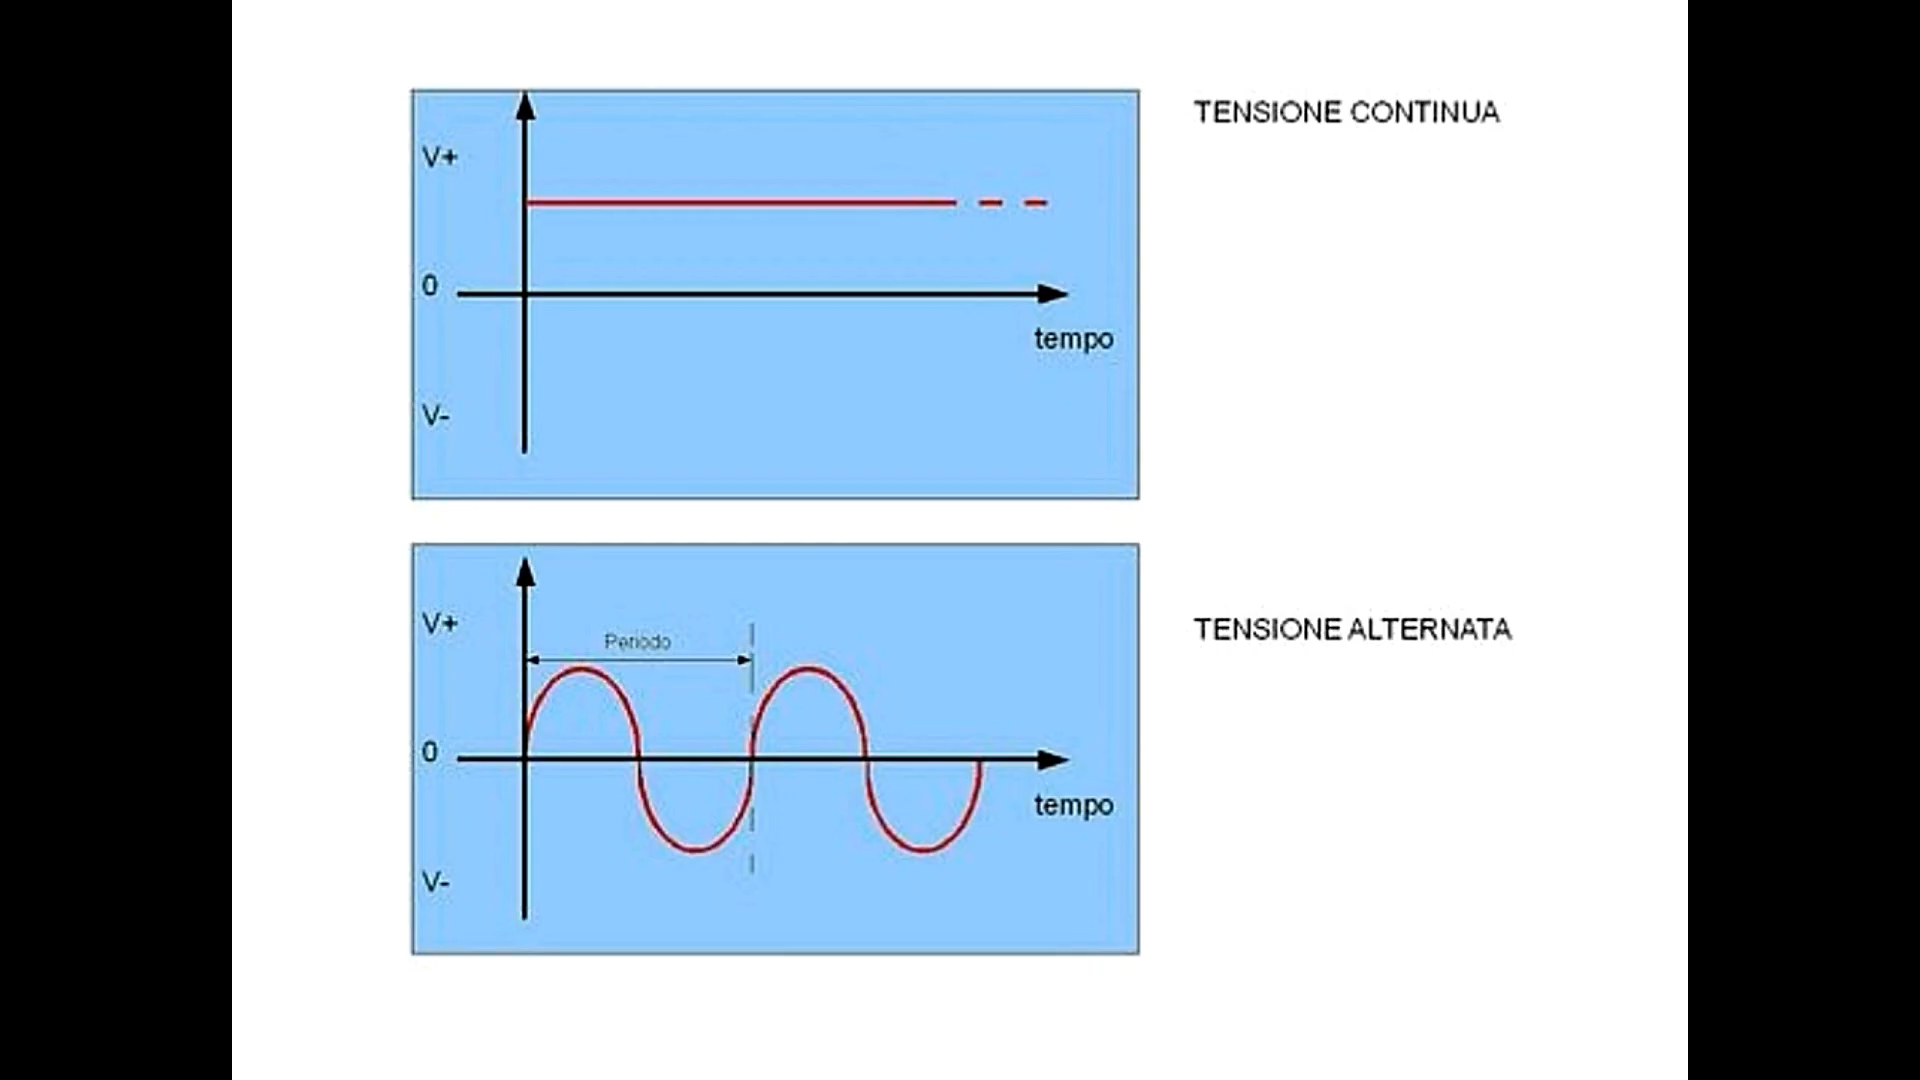 TENSIONE CONTINUA
V+
0
tempo
V-
TENSIONE ALTERNATA
V+
Periodo
0
tempo
V-